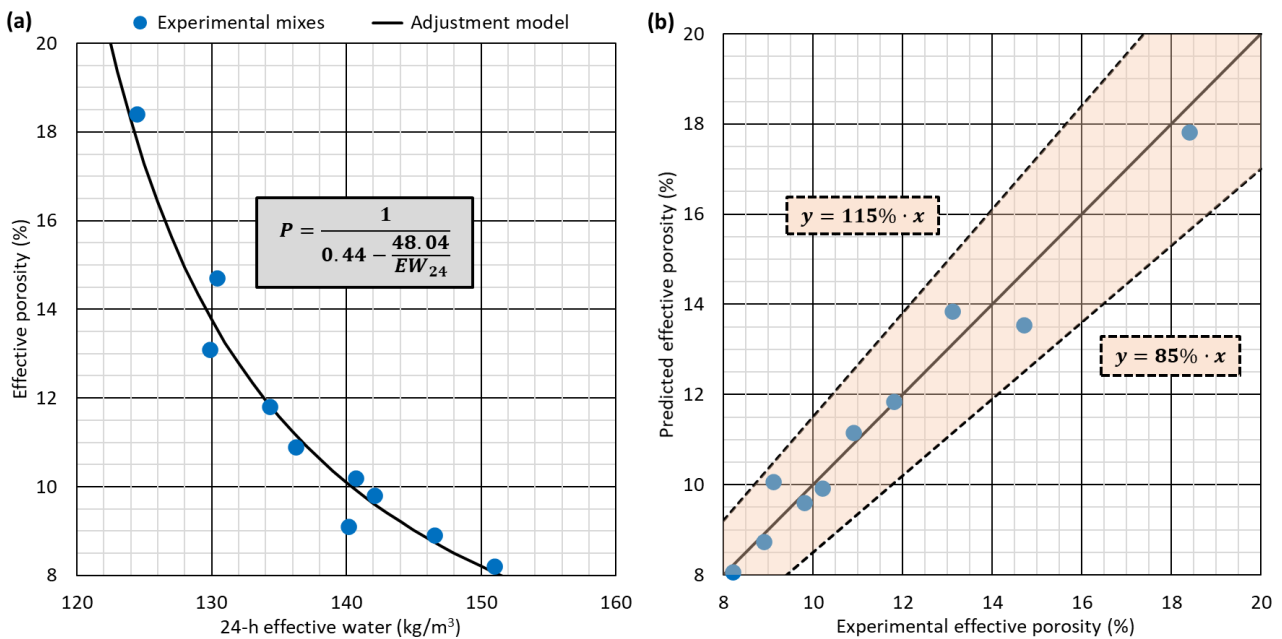 (a)
Experimental mixes
Adjustment model
20
18
16
14
12
10
8
Effective porosity (%)
P = 1 / (0.44 − 48.04 / EW₂₄)
120
130
140
150
160
24-h effective water (kg/m³)
(b)
20
18
16
14
12
10
8
Predicted effective porosity (%)
y = 115% · x
y = 85% · x
8
10
12
14
16
18
20
Experimental effective porosity (%)